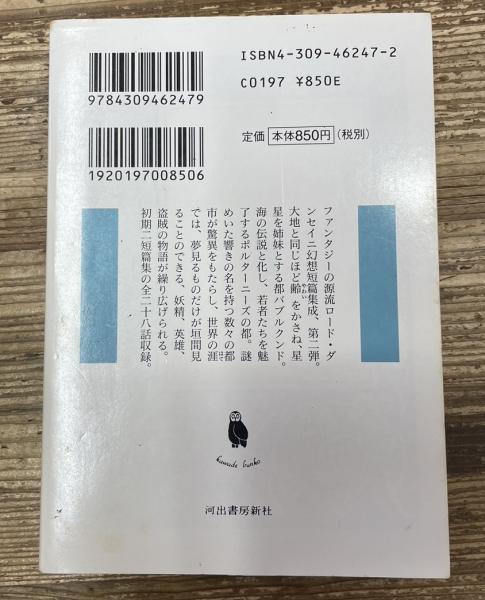 ISBN4-309-46247-2
C0197 ¥850E
9784309462479
定価 本体850円(税別)
1920197008506
ファンタジーの源流ロード・ダ
ンセイニ幻想短篇集成、第二弾。
大地と同じほど齢をかさね、星
よわい
星を姉妹とする都バブルクンド。
海の伝説と化し、若者たちを魅
了するポルターニーズの都。謎
めいた響きの名を持つ数々の都
市が驚異をもたらし、世界の涯
はて
では、夢見るものだけが垣間見
ることのできる、妖精、英雄、
盗賊の物語が繰り広げられる。
初期二短篇集の全二十八話収録。
kawade bunko
河出書房新社